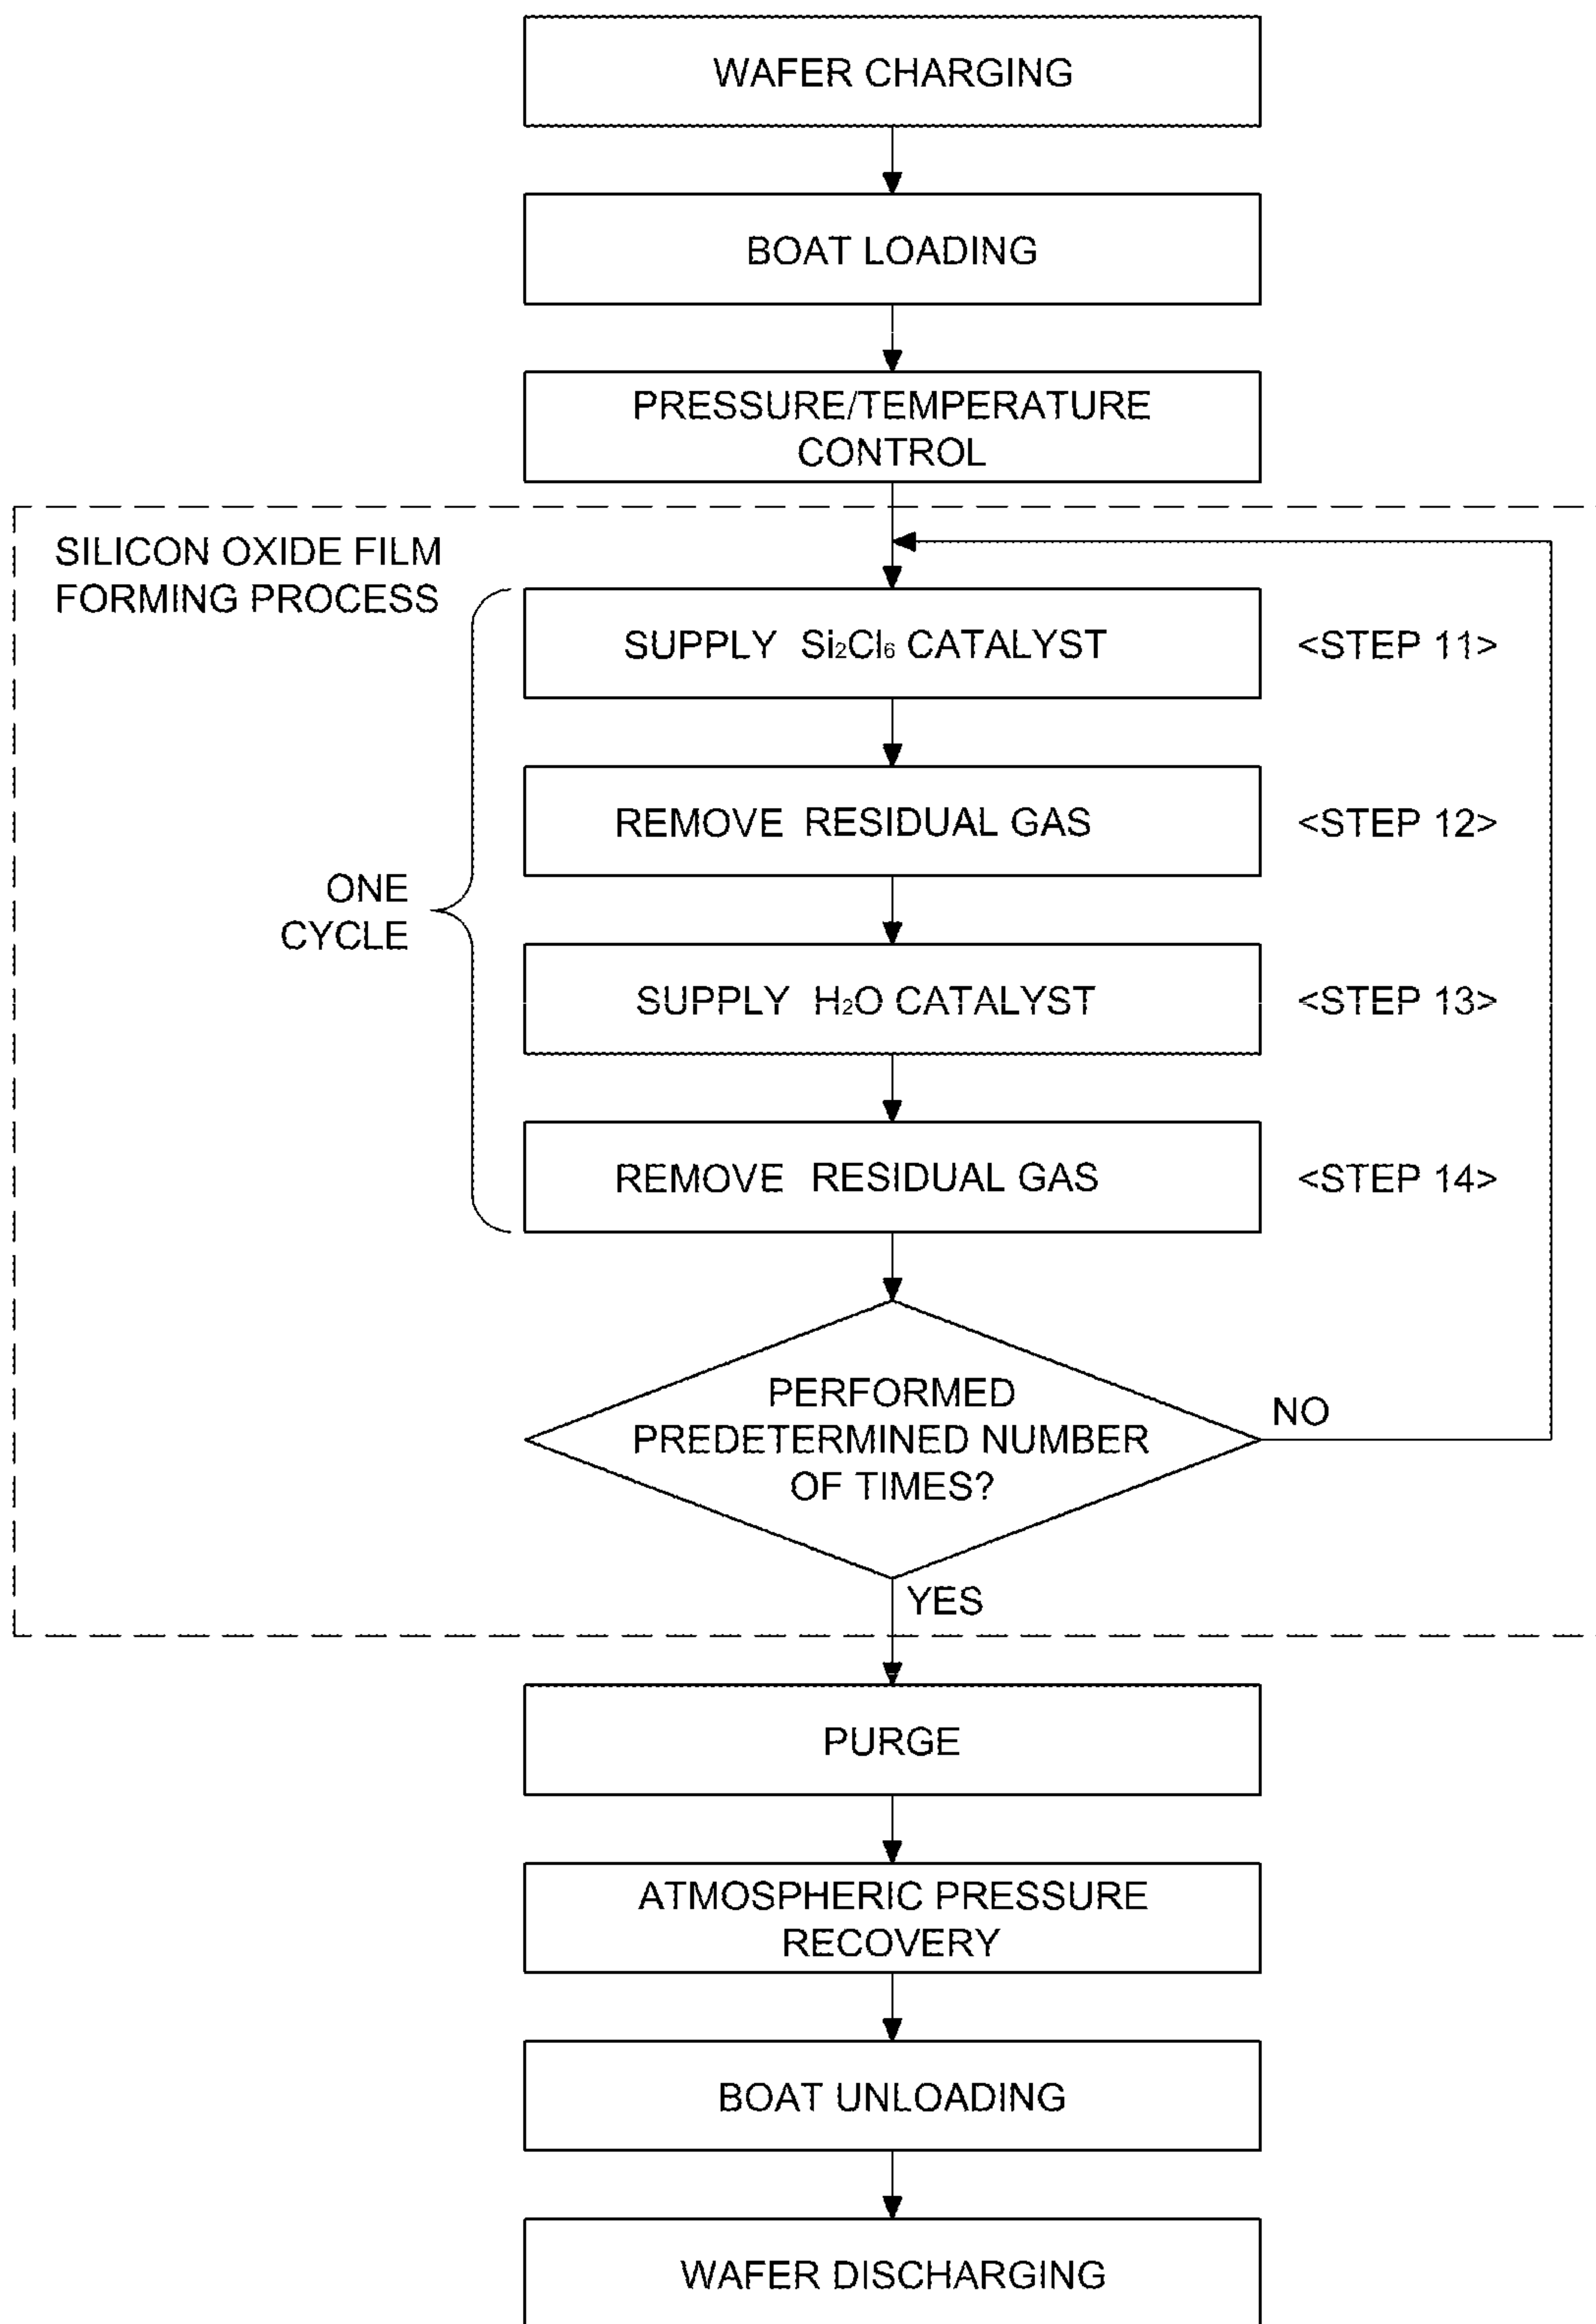 WAFER CHARGING
BOAT LOADING
PRESSURE/TEMPERATURE
CONTROL
SILICON OXIDE FILM
FORMING PROCESS
SUPPLY Si₂Cl₆ CATALYST
<STEP 11>
REMOVE RESIDUAL GAS
<STEP 12>
ONE
CYCLE
SUPPLY H₂O CATALYST
<STEP 13>
REMOVE RESIDUAL GAS
<STEP 14>
PERFORMED
PREDETERMINED NUMBER
OF TIMES?
NO
YES
PURGE
ATMOSPHERIC PRESSURE
RECOVERY
BOAT UNLOADING
WAFER DISCHARGING